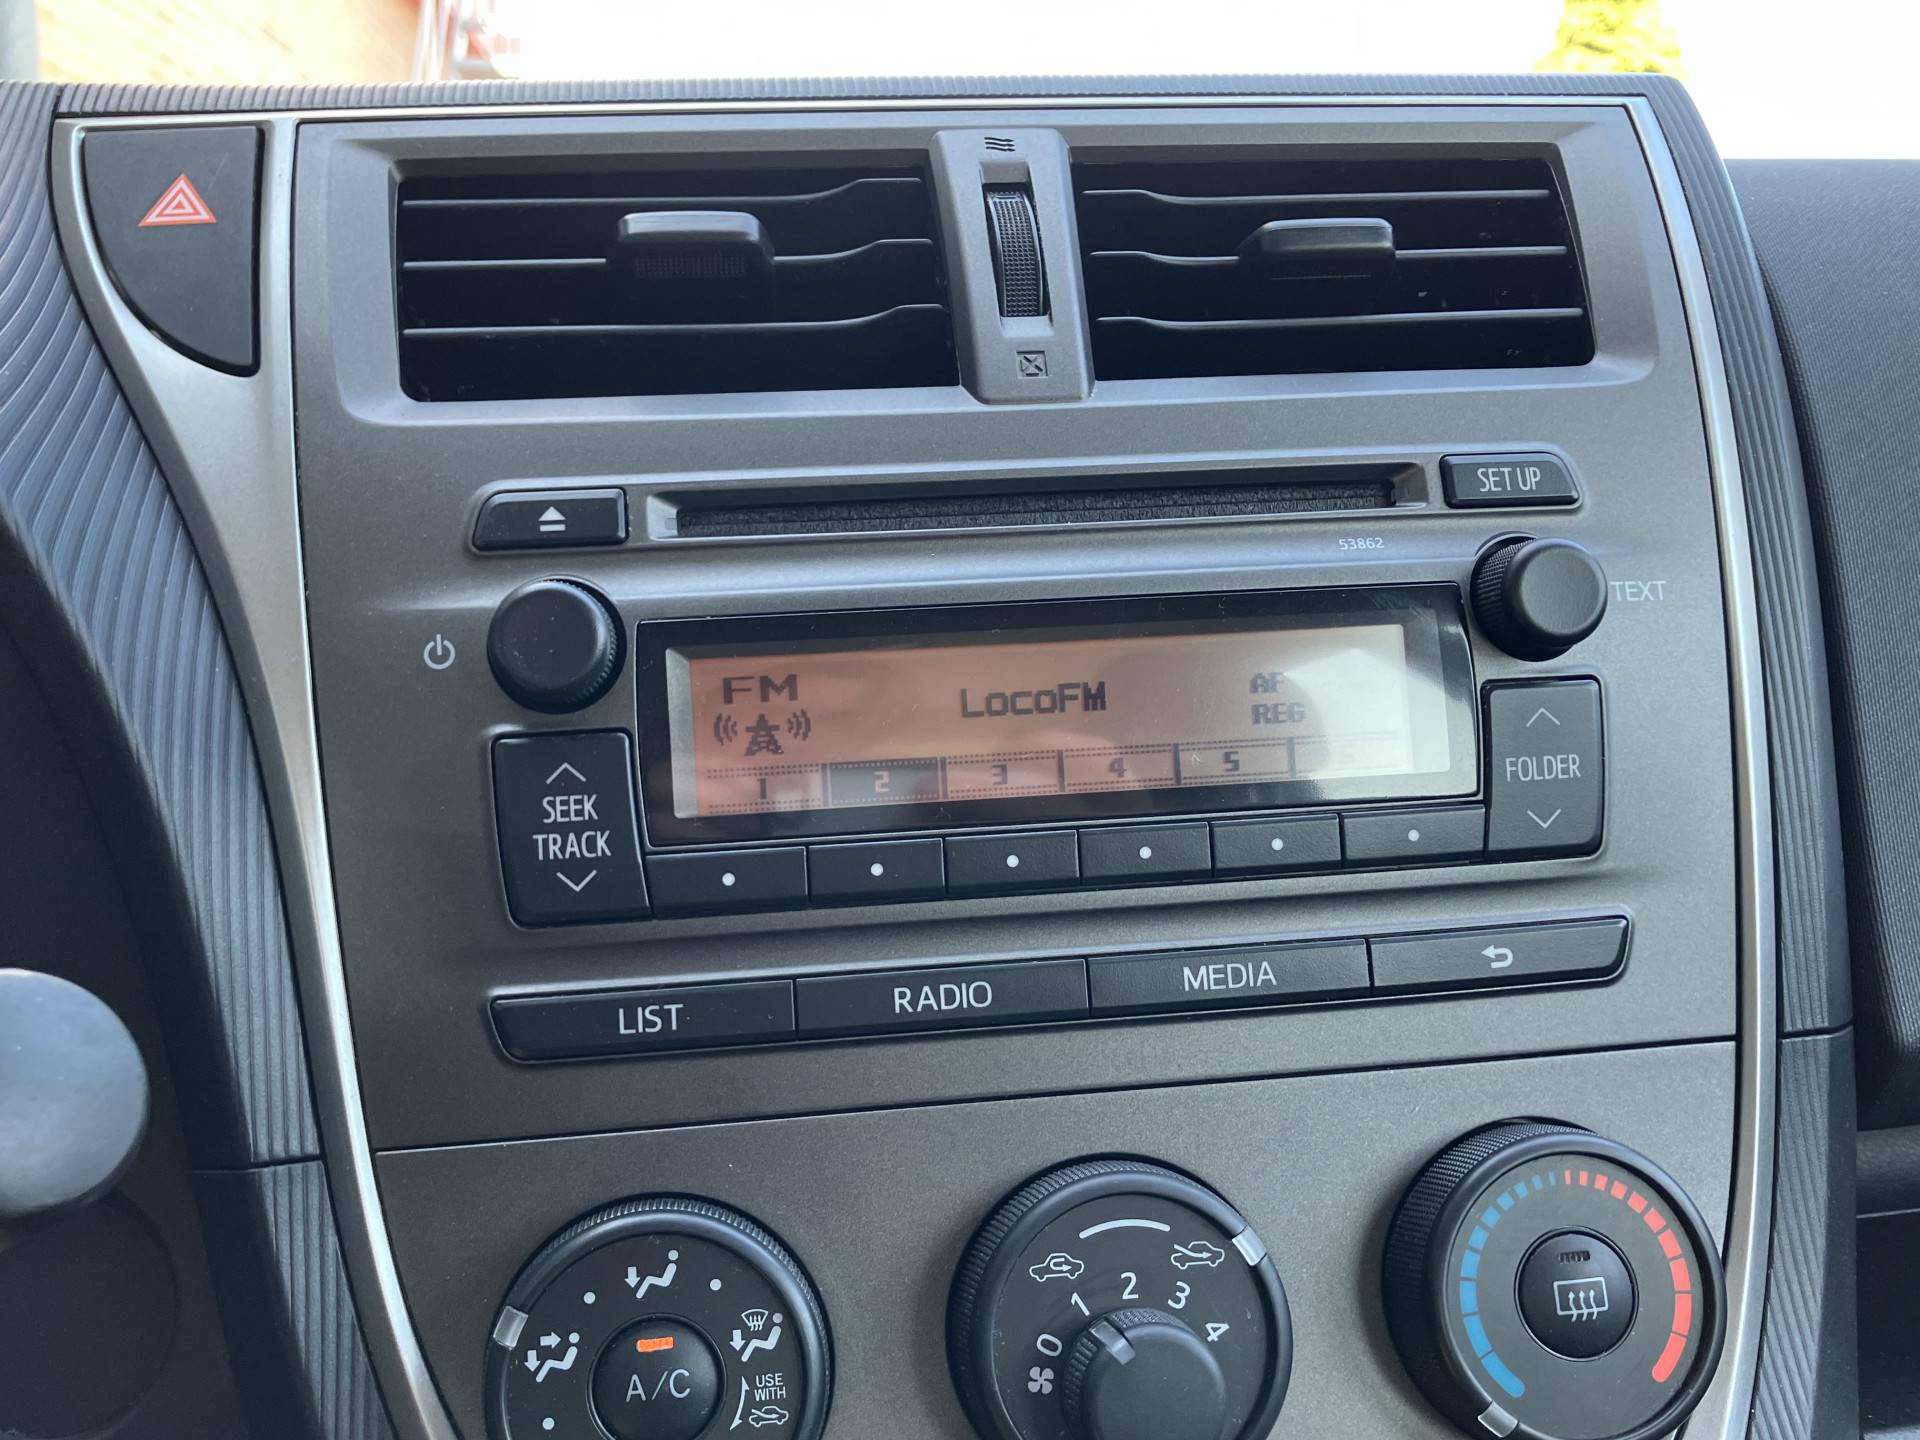 SET UP
53862
TEXT
FM
LocoFM
AF
REG
1 2 3 4 5
SEEK
TRACK
FOLDER
LIST
RADIO
MEDIA
A/C
USE
WITH
0 1 2 3 4